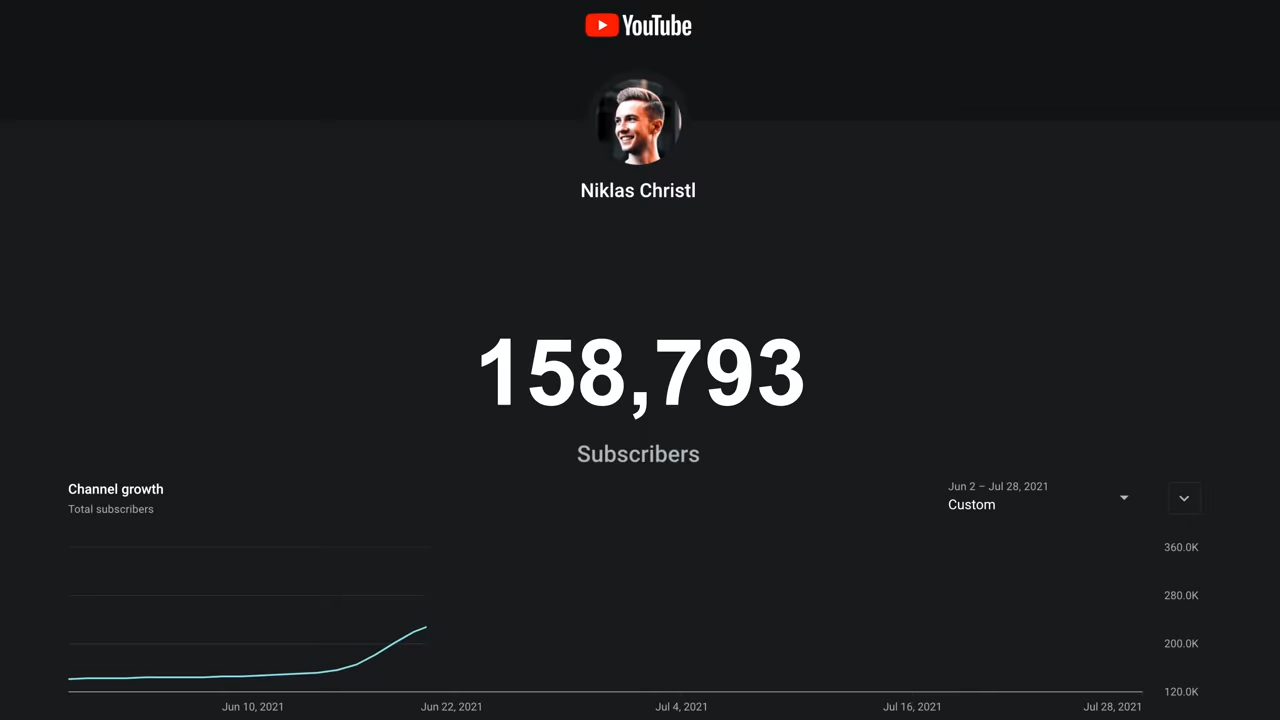 YouTube
Niklas Christl
158,793
Subscribers
Channel growth
Total subscribers
Jun 2 – Jul 28, 2021
Custom
360.0K
280.0K
200.0K
120.0K
Jun 10, 2021
Jun 22, 2021
Jul 4, 2021
Jul 16, 2021
Jul 28, 2021